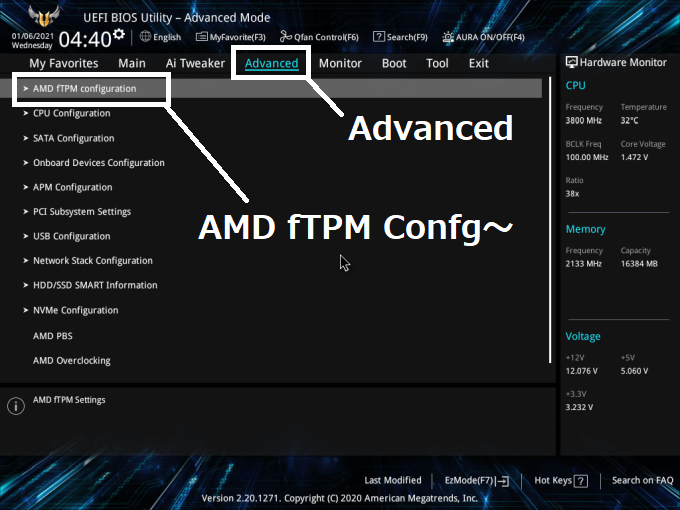 UEFI BIOS Utility – Advanced Mode
01/06/2021 Wednesday 04:40 English MyFavorite(F3) Qfan Control(F6) Search(F9) AURA ON/OFF(F4)
My Favorites Main Ai Tweaker Advanced Monitor Boot Tool Exit
Hardware Monitor
AMD fTPM configuration
CPU Configuration
SATA Configuration
Onboard Devices Configuration
APM Configuration
PCI Subsystem Settings
USB Configuration
Network Stack Configuration
HDD/SSD SMART Information
NVMe Configuration
AMD PBS
AMD Overclocking
Advanced
AMD fTPM Confg～
CPU
Frequency Temperature
3800 MHz 32°C
BCLK Freq Core Voltage
100.00 MHz 1.472 V
Ratio
38x
Memory
Frequency Capacity
2133 MHz 16384 MB
Voltage
+12V +5V
12.076 V 5.060 V
+3.3V
3.232 V
AMD fTPM Settings
Last Modified EzMode(F7) Hot Keys ? Search on FAQ
Version 2.20.1271. Copyright (C) 2020 American Megatrends, Inc.